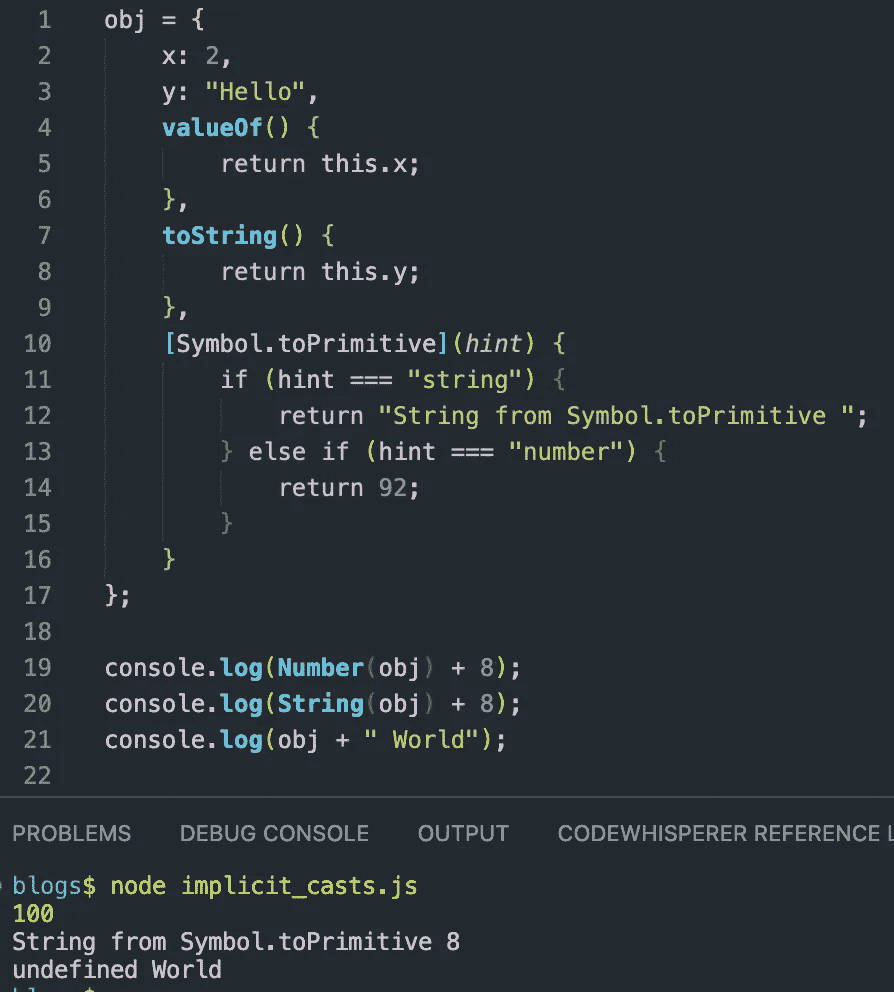 1 obj = {
2 x: 2,
3 y: "Hello",
4 valueOf() {
5 return this.x;
6 },
7 toString() {
8 return this.y;
9 },
10 [Symbol.toPrimitive](hint) {
11 if (hint === "string") {
12 return "String from Symbol.toPrimitive ";
13 } else if (hint === "number") {
14 return 92;
15 }
16 }
17 };
18
19 console.log(Number(obj) + 8);
20 console.log(String(obj) + 8);
21 console.log(obj + " World");
22
PROBLEMS DEBUG CONSOLE OUTPUT CODEWHISPERER REFERENCE L
blogs$ node implicit_casts.js
100
String from Symbol.toPrimitive 8
undefined World